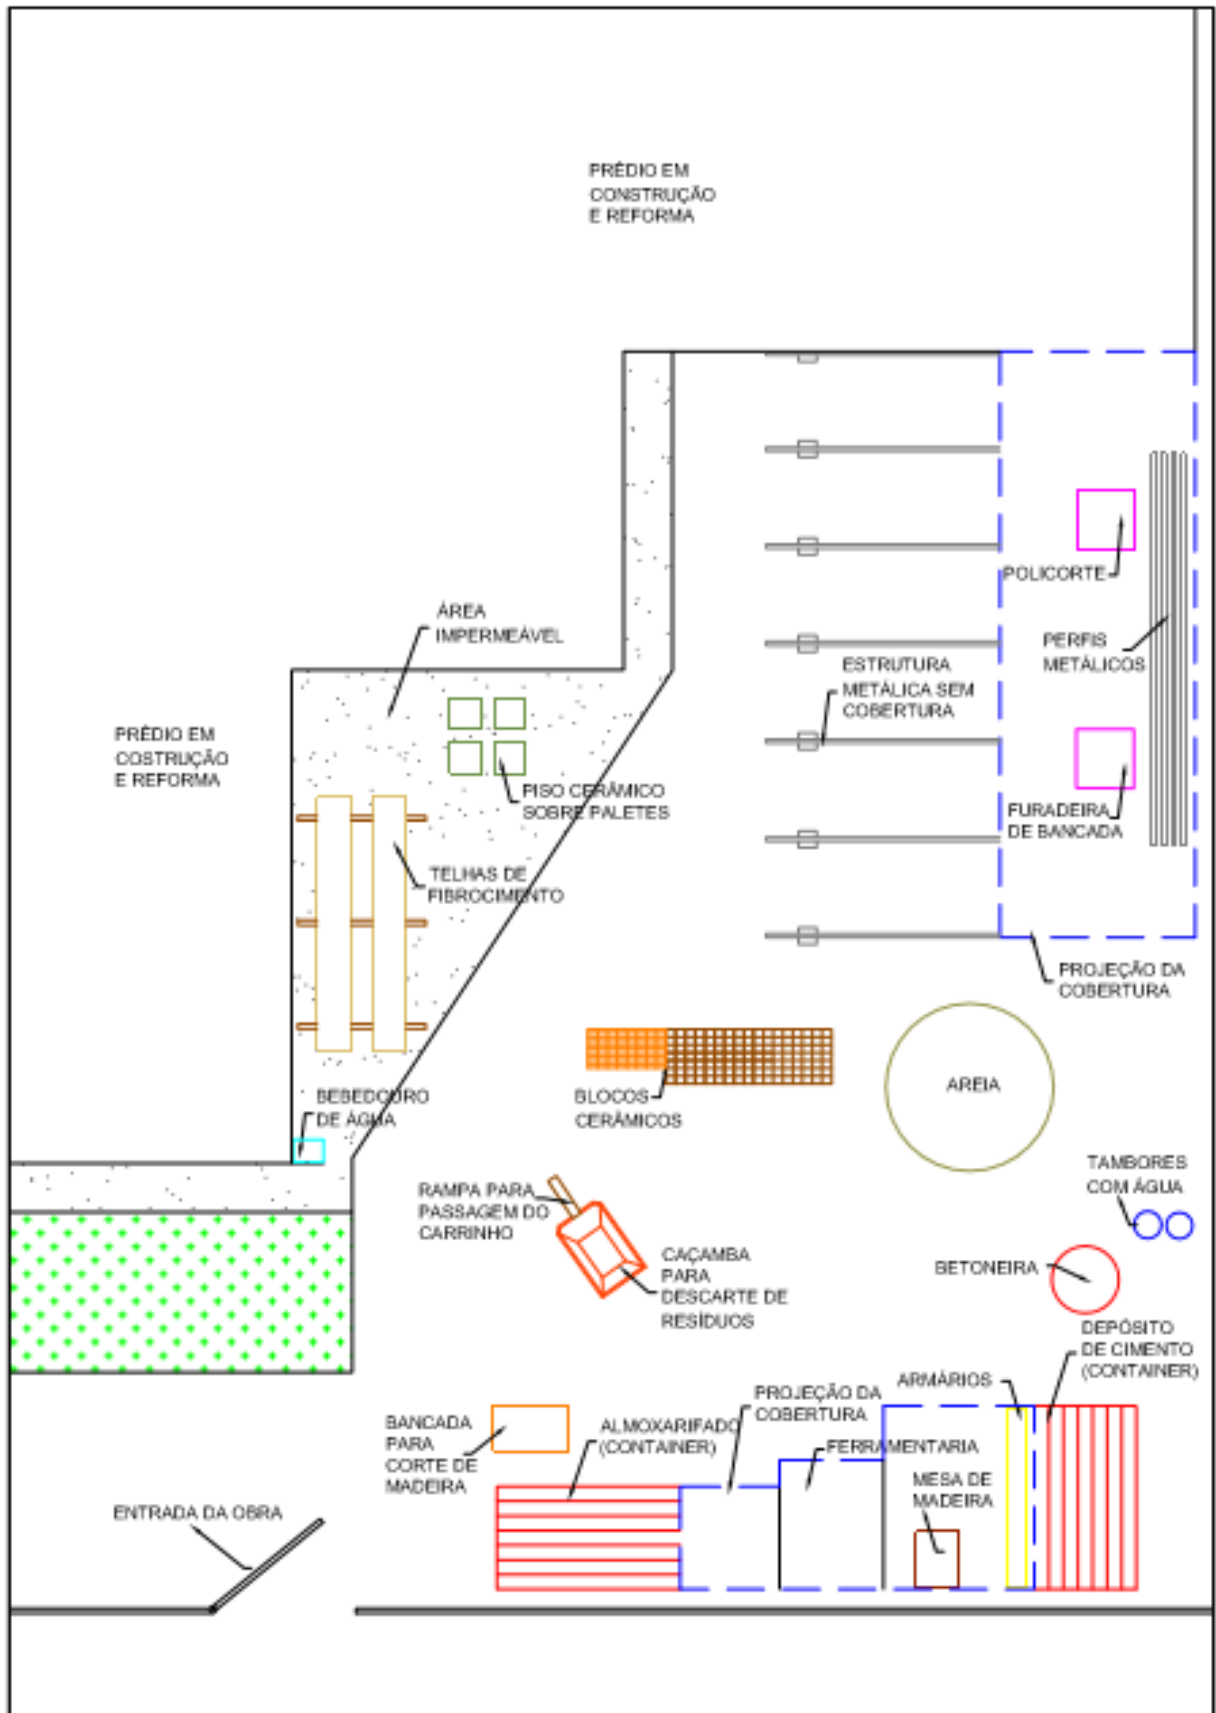 PRÉDIO EM
CONSTRUÇÃO
E REFORMA
POLICORTE
ÁREA
IMPERMEÁVEL
PERFIS
METÁLICOS
ESTRUTURA
METÁLICA SEM
COBERTURA
PRÉDIO EM
COSTRUÇÃO
E REFORMA
PISO CERÂMICO
SOBRE PALETES
FURADEIRA
DE BANCADA
TELHAS DE
FIBROCIMENTO
PROJEÇÃO DA
COBERTURA
AREIA
BEBEDOURO
DE ÁGUA
BLOCOS
CERÂMICOS
TAMBORES
COM ÁGUA
RAMPA PARA
PASSAGEM DO
CARRINHO
CAÇAMBA
PARA
DESCARTE DE
RESÍDUOS
BETONEIRA
DEPÓSITO
DE CIMENTO
(CONTAINER)
ARMÁRIOS
PROJEÇÃO DA
COBERTURA
BANCADA
PARA
CORTE DE
MADEIRA
ALMOXARIFADO
(CONTAINER)
FERRAMENTARIA
MESA DE
MADEIRA
ENTRADA DA OBRA